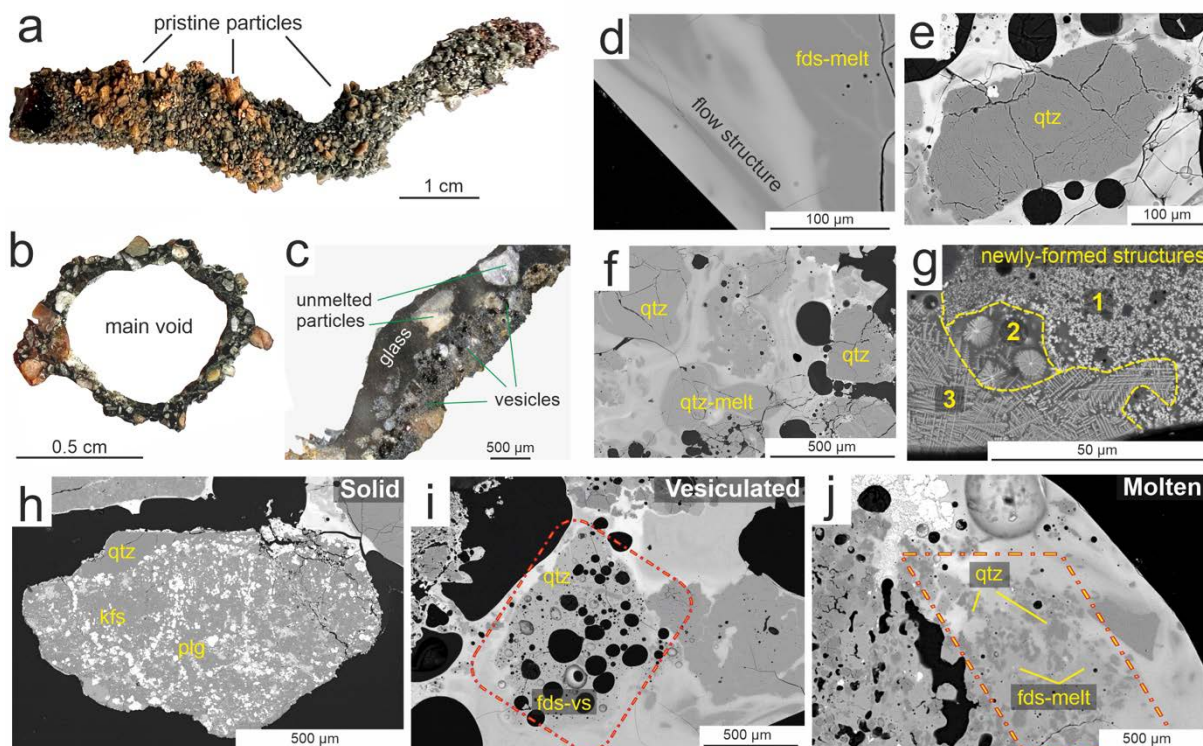 a
pristine particles
1 cm
b
main void
0.5 cm
c
unmelted
particles
glass
vesicles
500 µm
d
fds-melt
flow structure
100 µm
e
qtz
100 µm
f
qtz
qtz
qtz-melt
500 µm
g
newly-formed structures
1
2
3
50 µm
h
Solid
qtz
kfs
plg
500 µm
i
Vesiculated
qtz
fds-vs
500 µm
j
Molten
qtz
fds-melt
500 µm